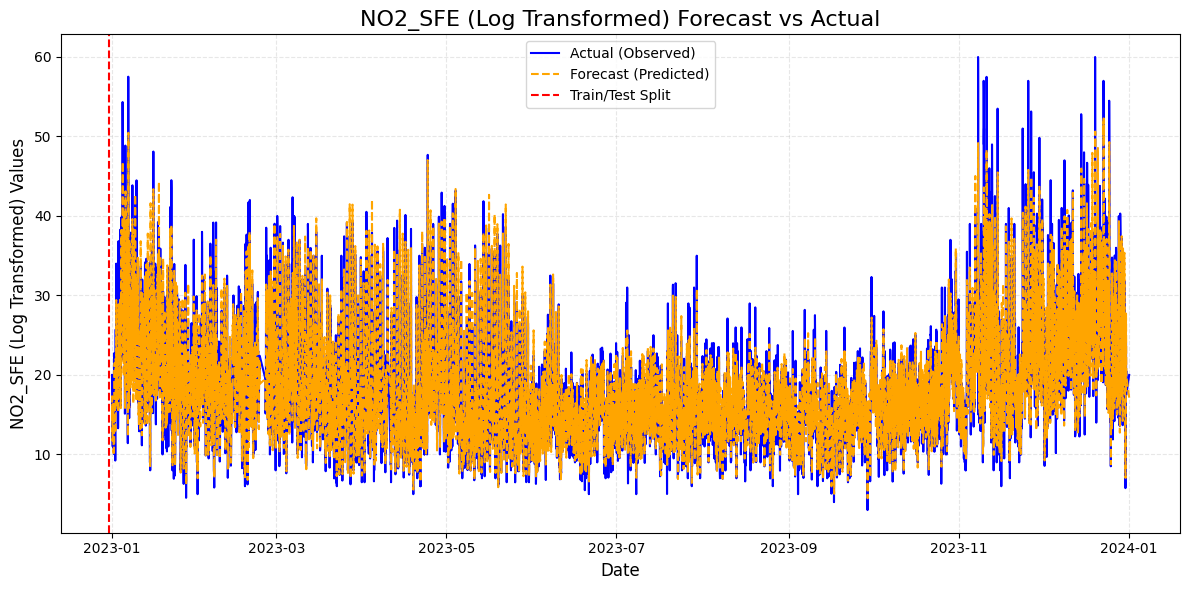 NO2_SFE (Log Transformed) Forecast vs Actual
Actual (Observed)
Forecast (Predicted)
Train/Test Split
NO2_SFE (Log Transformed) Values
60
50
40
30
20
10
2023-01
2023-03
2023-05
2023-07
2023-09
2023-11
2024-01
Date